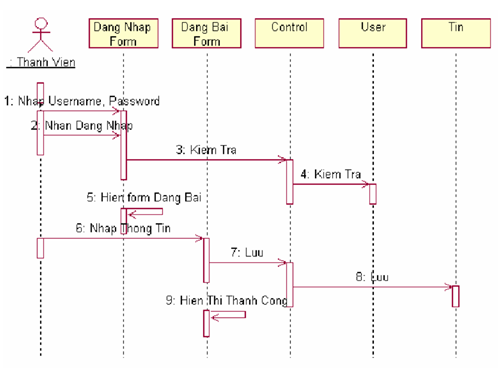 Dang Nhap
Form
Dang Bai
Form
Control
User
Tin
: Thanh Vien
1: Nhap Username, Password
2: Nhan Dang Nhap
3: Kiem Tra
4: Kiem Tra
5: Hien form Dang Bai
6: Nhap Thong Tin
7: Luu
8: Luu
9: Hien Thi Thanh Cong